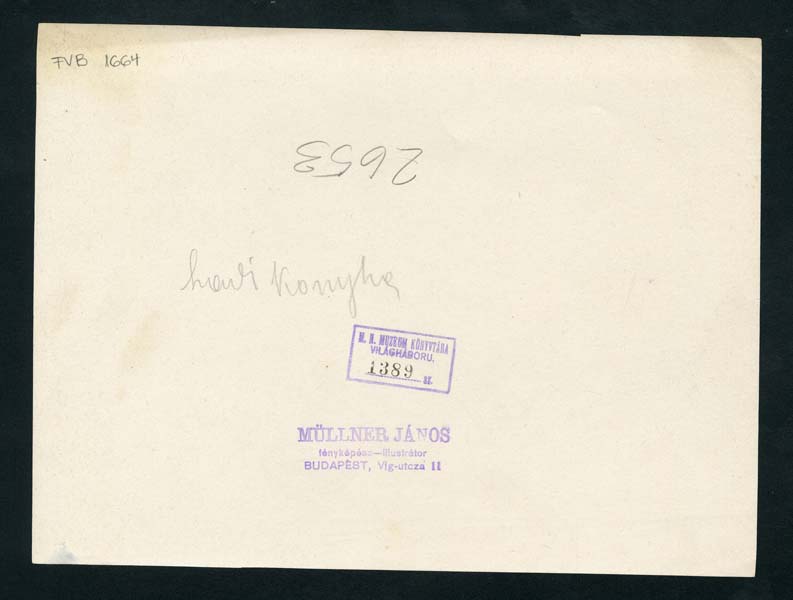 FVB 1664
2653
hadi konyha
M. N. MUZEUM KÖNYVTÁRA
VILÁGHÁBORU.
1389 sz.
MÜLLNER JÁNOS
fényképész—illustrátor
BUDAPEST, Vig-utcza 11